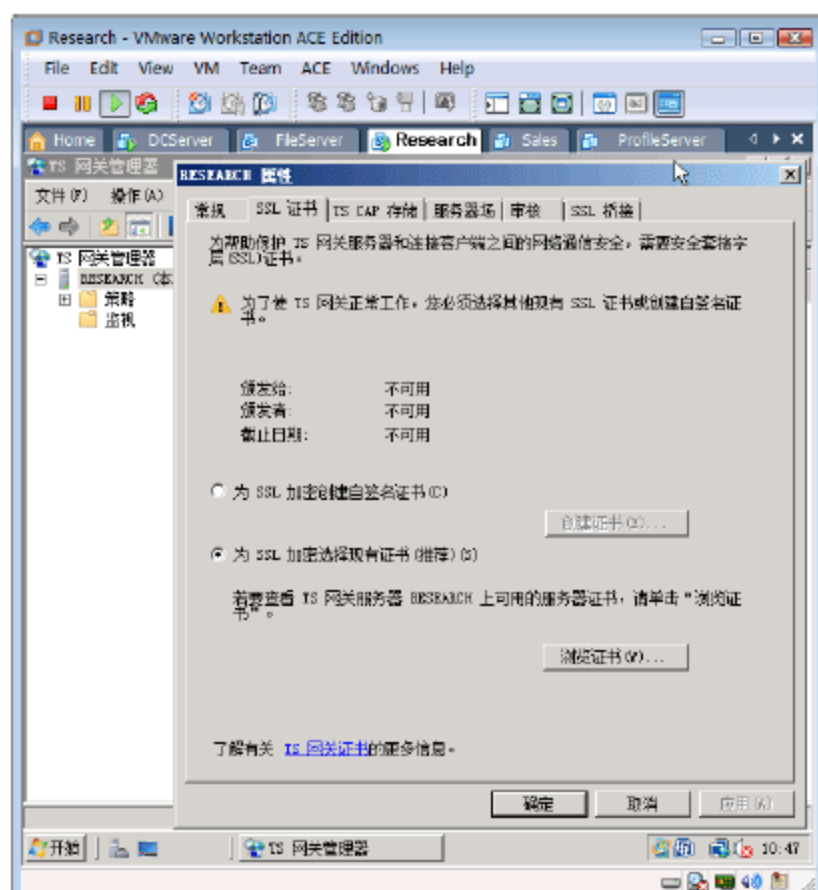 Research - VMware Workstation ACE Edition
File Edit View VM Team ACE Windows Help
Home DCServer FileServer Research Sales ProfileServer
TS 网关管理器
RESEARCH 属性
文件(F) 操作(A)
常规 SSL 证书 TS CAP 存储 服务器场 审核 SSL 桥接
为帮助保护 TS 网关服务器和连接客户端之间的网络通信安全，需要安全套接字
层(SSL)证书。
TS 网关管理器
RESEARCH (本
策略
监视
为了使 TS 网关正常工作，您必须选择其他现有 SSL 证书或创建自签名证
书。
颁发给: 不可用
颁发者: 不可用
截止日期: 不可用
为 SSL 加密创建自签名证书(C)
创建证书(X)...
为 SSL 加密选择现有证书(推荐)(S)
若要查看 TS 网关服务器 RESEARCH 上可用的服务器证书，请单击"浏览证
书"。
浏览证书(W)...
了解有关 TS 网关证书的更多信息。
确定 取消 应用(A)
开始 TS 网关管理器 10:47